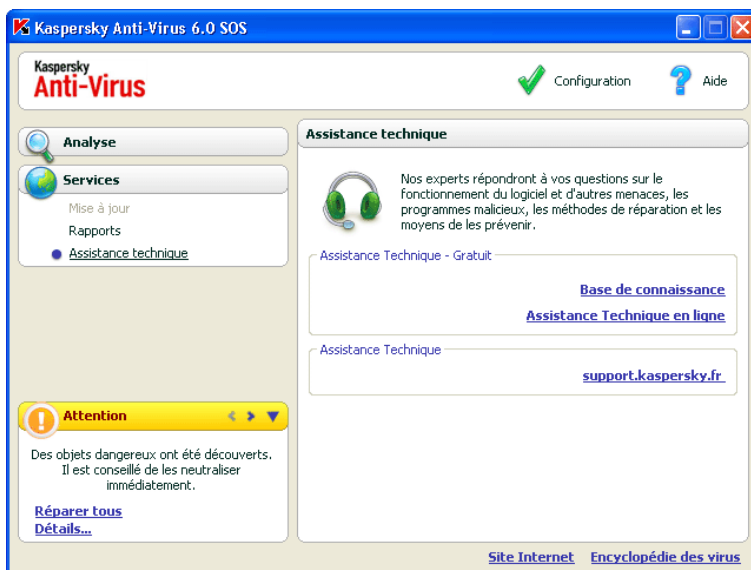 Kaspersky Anti-Virus 6.0 SOS
Kaspersky
Anti-Virus
Configuration
Aide
Analyse
Services
Mise à jour
Rapports
Assistance technique
Assistance technique
Nos experts répondront à vos questions sur le
fonctionnement du logiciel et d'autres menaces, les
programmes malicieux, les méthodes de réparation et les
moyens de les prévenir.
Assistance Technique - Gratuit
Base de connaissance
Assistance Technique en ligne
Assistance Technique
support.kaspersky.fr
Attention
Des objets dangereux ont été découverts.
Il est conseillé de les neutraliser
immédiatement.
Réparer tous
Détails...
Site Internet
Encyclopédie des virus